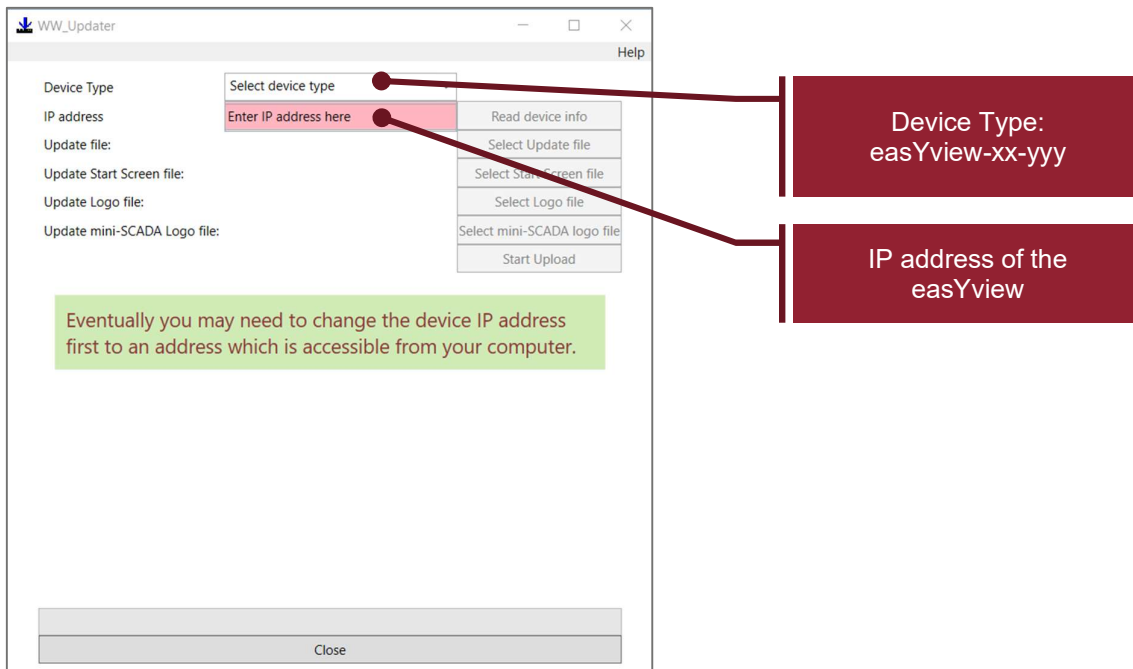 WW_Updater
Help
Device Type
Select device type
IP address
Enter IP address here
Read device info
Update file:
Select Update file
Update Start Screen file:
Select Start Screen file
Update Logo file:
Select Logo file
Update mini-SCADA Logo file:
Select mini-SCADA logo file
Start Upload
Eventually you may need to change the device IP address
first to an address which is accessible from your computer.
Close
Device Type:
easYview-xx-yyy
IP address of the
easYview